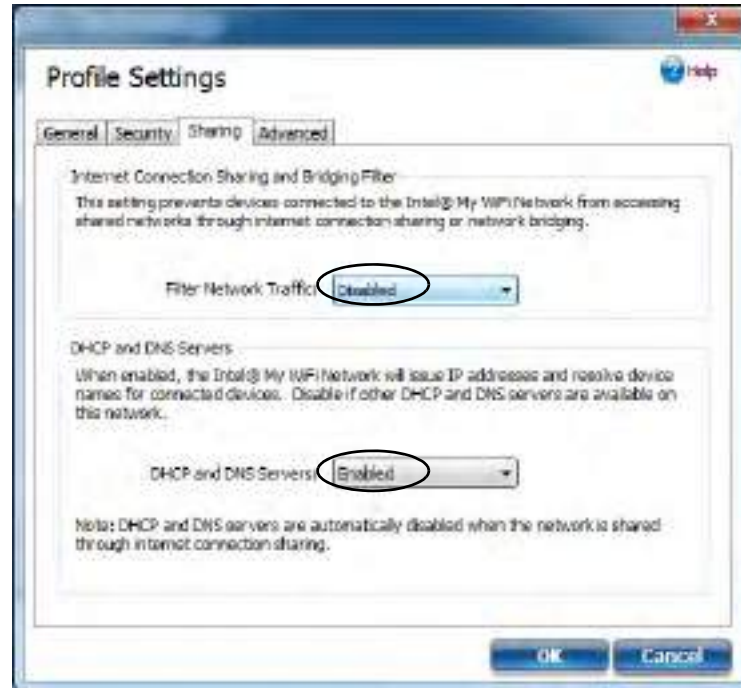 Profile Settings
Help
General Security Sharing Advanced
Internet Connection Sharing and Bridging Filter
This setting prevents devices connected to the Intel® My WiFi Network from accessing
shared networks through internet connection sharing or network bridging.
Filter Network Traffic: Disabled
DHCP and DNS Servers
When enabled, the Intel® My WiFi Network will issue IP addresses and resolve device
names for connected devices. Disable if other DHCP and DNS servers are available on
this network.
DHCP and DNS Servers: Enabled
Note: DHCP and DNS servers are automatically disabled when the network is shared
through internet connection sharing.
OK Cancel